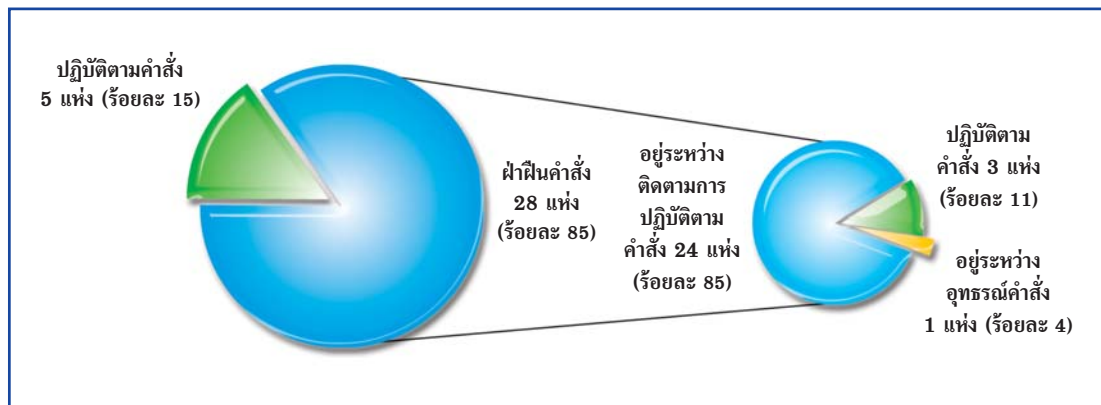 ปฏิบัติตามคำสั่ง
5 แห่ง (ร้อยละ 15)
ฝ่าฝืนคำสั่ง
28 แห่ง
(ร้อยละ 85)
อยู่ระหว่าง
ติดตามการ
ปฏิบัติตาม
คำสั่ง 24 แห่ง
(ร้อยละ 85)
ปฏิบัติตาม
คำสั่ง 3 แห่ง
(ร้อยละ 11)
อยู่ระหว่าง
อุทธรณ์คำสั่ง
1 แห่ง (ร้อยละ 4)